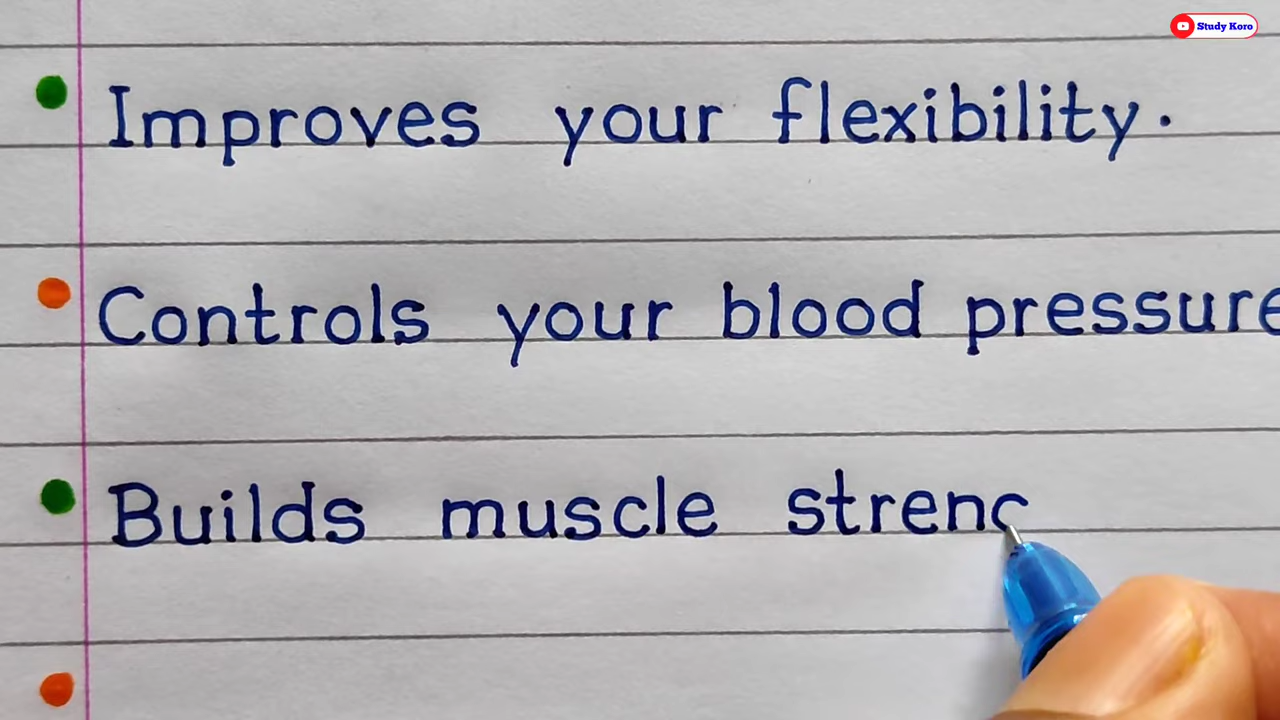 Study Koro
Improves your flexibility.
Controls your blood pressure
Builds muscle strenc